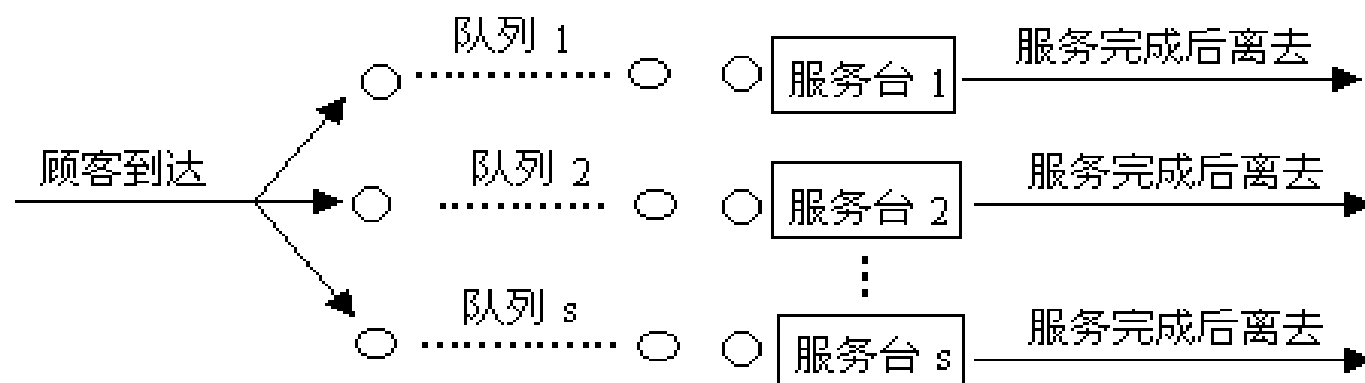 队列 1
服务完成后离去
服务台 1
顾客到达
队列 2
服务完成后离去
服务台 2
队列 s
服务完成后离去
服务台 s